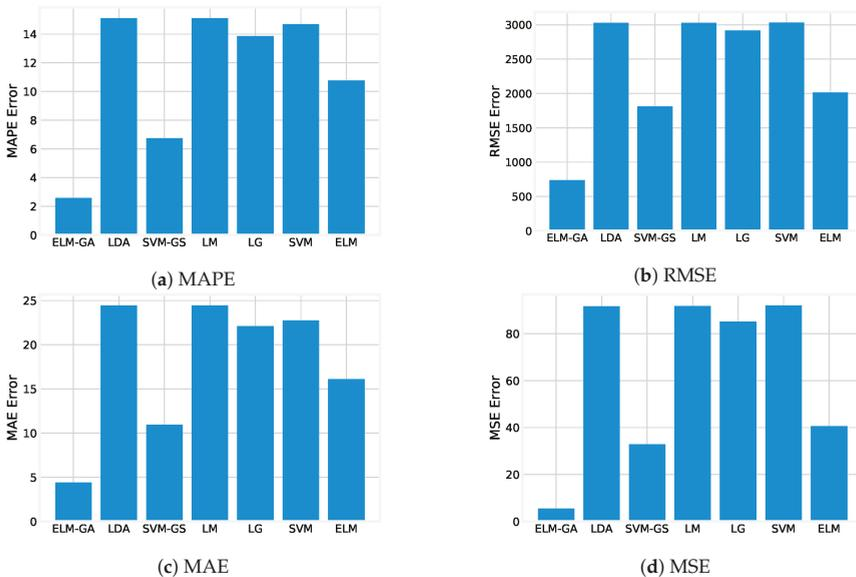 MAPE Error
14
12
10
8
6
4
2
0
ELM-GA LDA SVM-GS LM LG SVM ELM
(a) MAPE
RMSE Error
3000
2500
2000
1500
1000
500
0
ELM-GA LDA SVM-GS LM LG SVM ELM
(b) RMSE
MAE Error
25
20
15
10
5
0
ELM-GA LDA SVM-GS LM LG SVM ELM
(c) MAE
MSE Error
80
60
40
20
0
ELM-GA LDA SVM-GS LM LG SVM ELM
(d) MSE